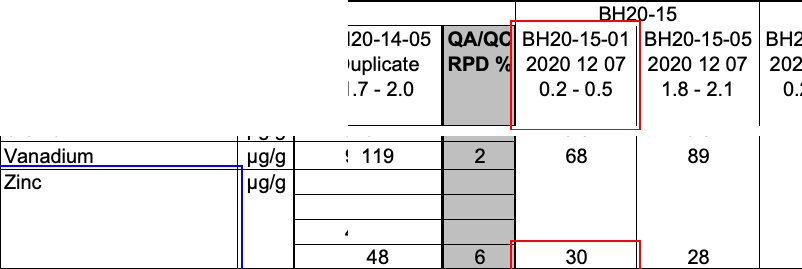 BH20-15
QA/QC BH20-15-01 BH20-15-05
RPD % 2020 12 07 2020 12 07
0.2 - 0.5 1.8 - 2.1
Vanadium µg/g 119 2 68 89
Zinc µg/g
48 6 30 28